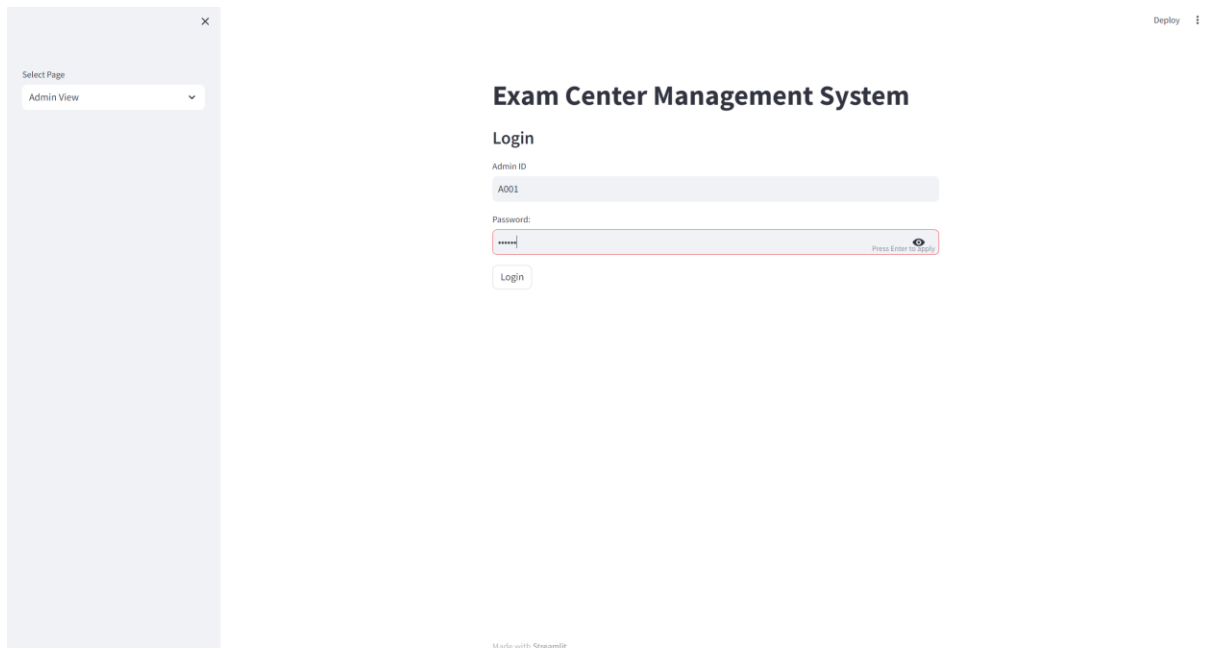 Deploy
Select Page
Admin View
Exam Center Management System
Login
Admin ID
A001
Password:
••••••
Press Enter to apply
Login
Made with Streamlit